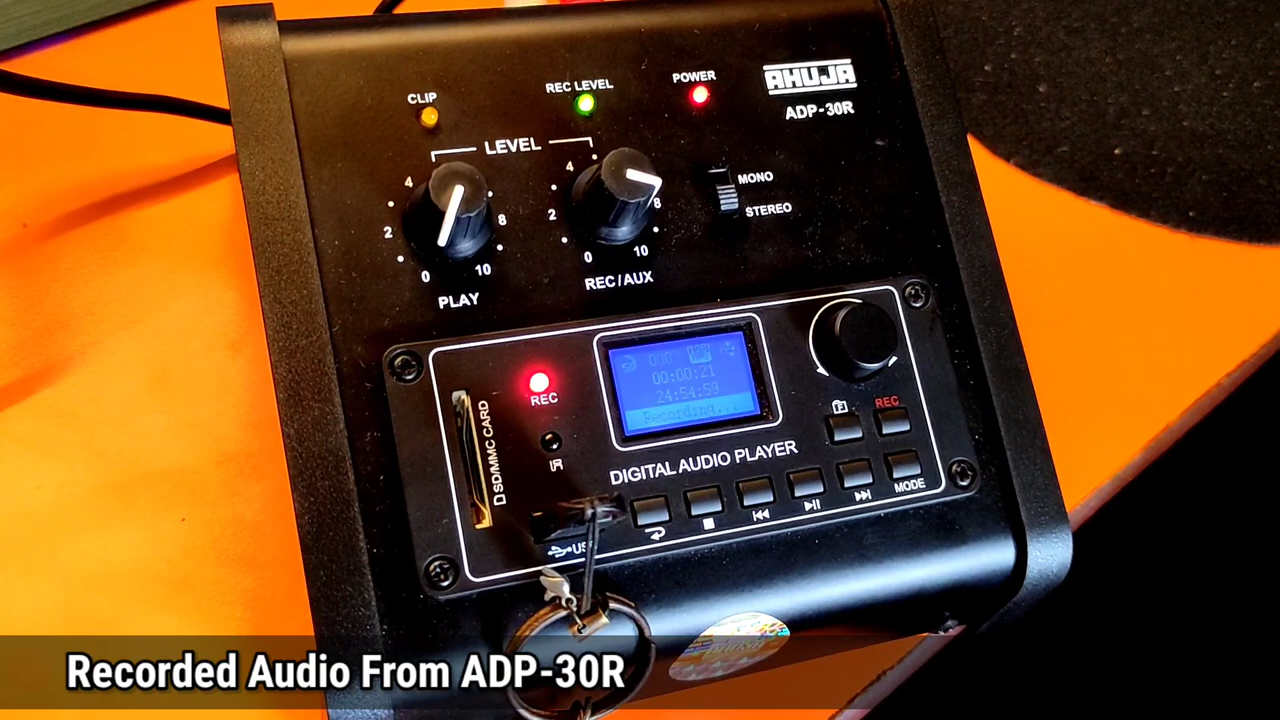 CLIP
REC LEVEL
POWER
AHUJA
ADP-30R
LEVEL
4
2
8
0
10
PLAY
4
2
8
0
10
REC/AUX
MONO
STEREO
SD/MMC CARD
REC
IR
00:00:21
24:54:59
Recording...
DIGITAL AUDIO PLAYER
REC
MODE
Recorded Audio From ADP-30R